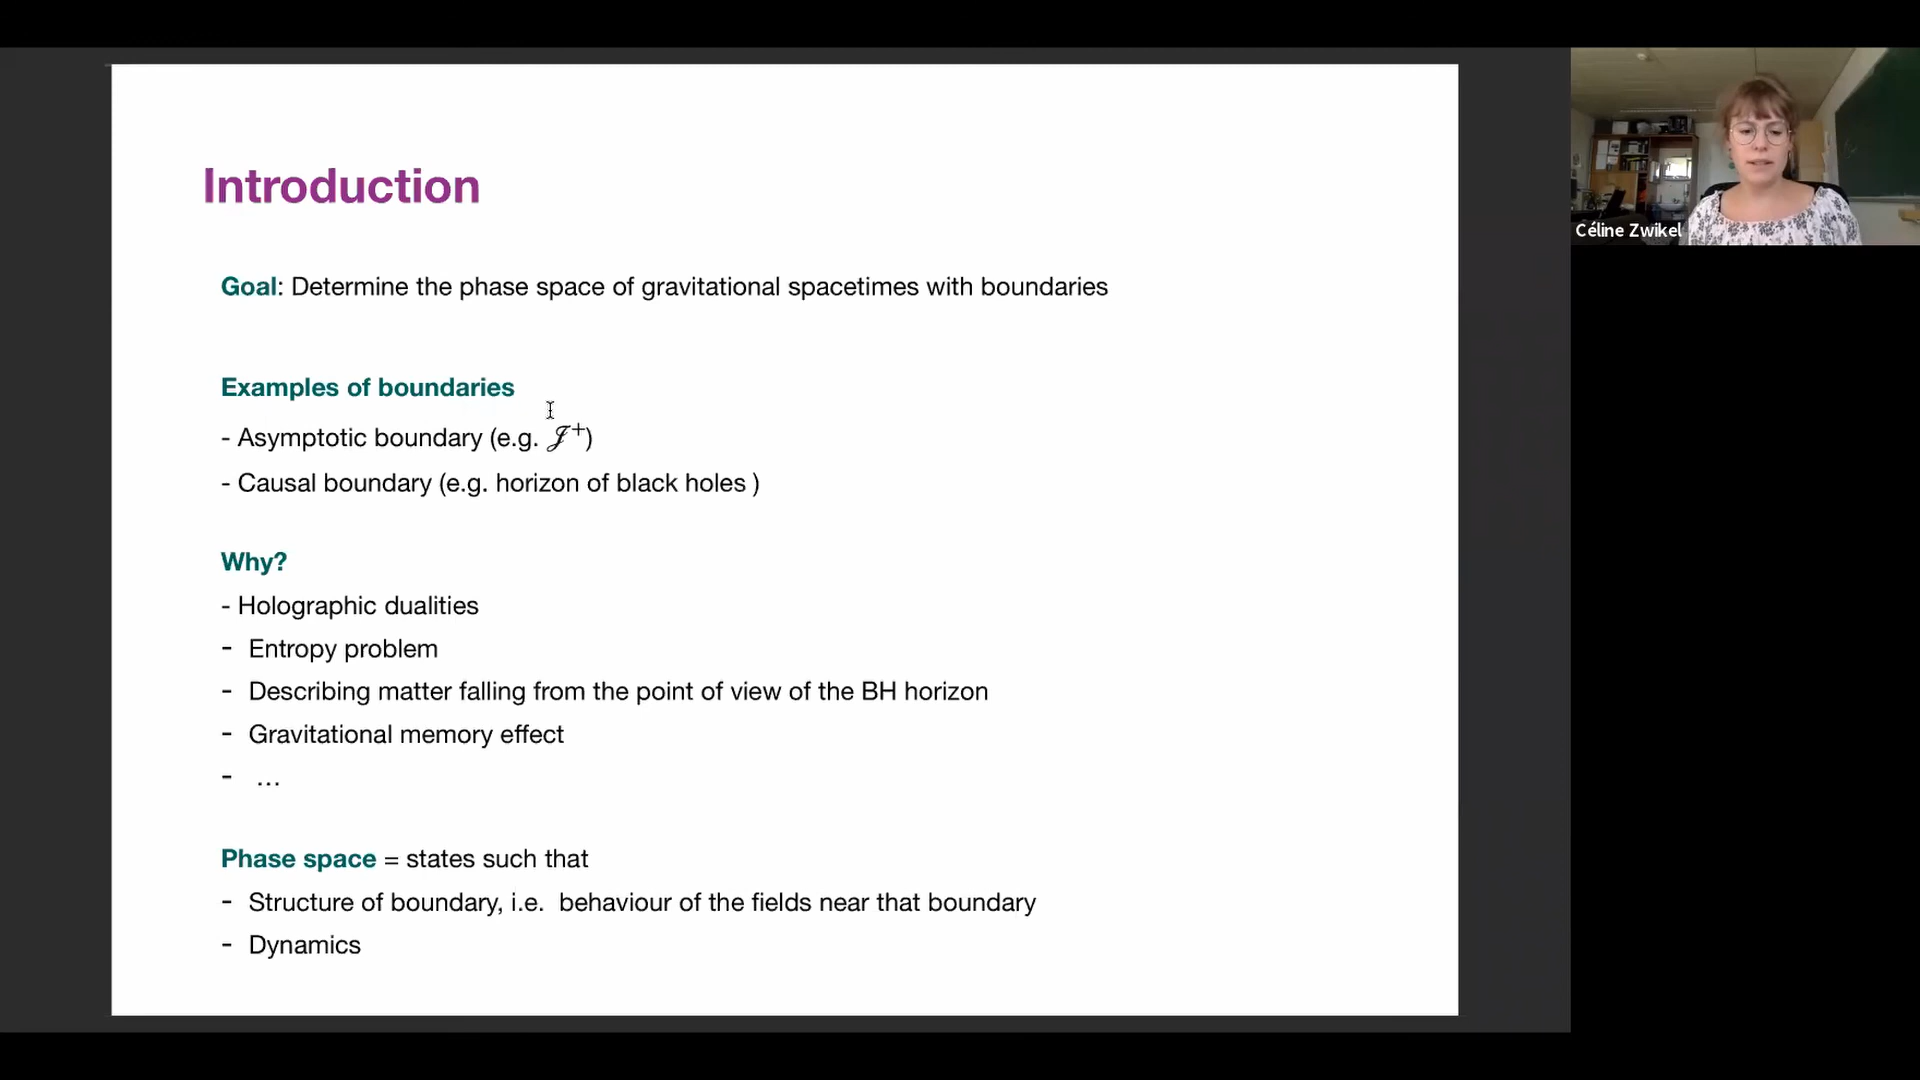 Introduction
Goal: Determine the phase space of gravitational spacetimes with boundaries
Examples of boundaries
- Asymptotic boundary (e.g. 𝒥⁺)
- Causal boundary (e.g. horizon of black holes )
Why?
- Holographic dualities
- Entropy problem
- Describing matter falling from the point of view of the BH horizon
- Gravitational memory effect
- …
Phase space = states such that
- Structure of boundary, i.e. behaviour of the fields near that boundary
- Dynamics
Céline Zwikel